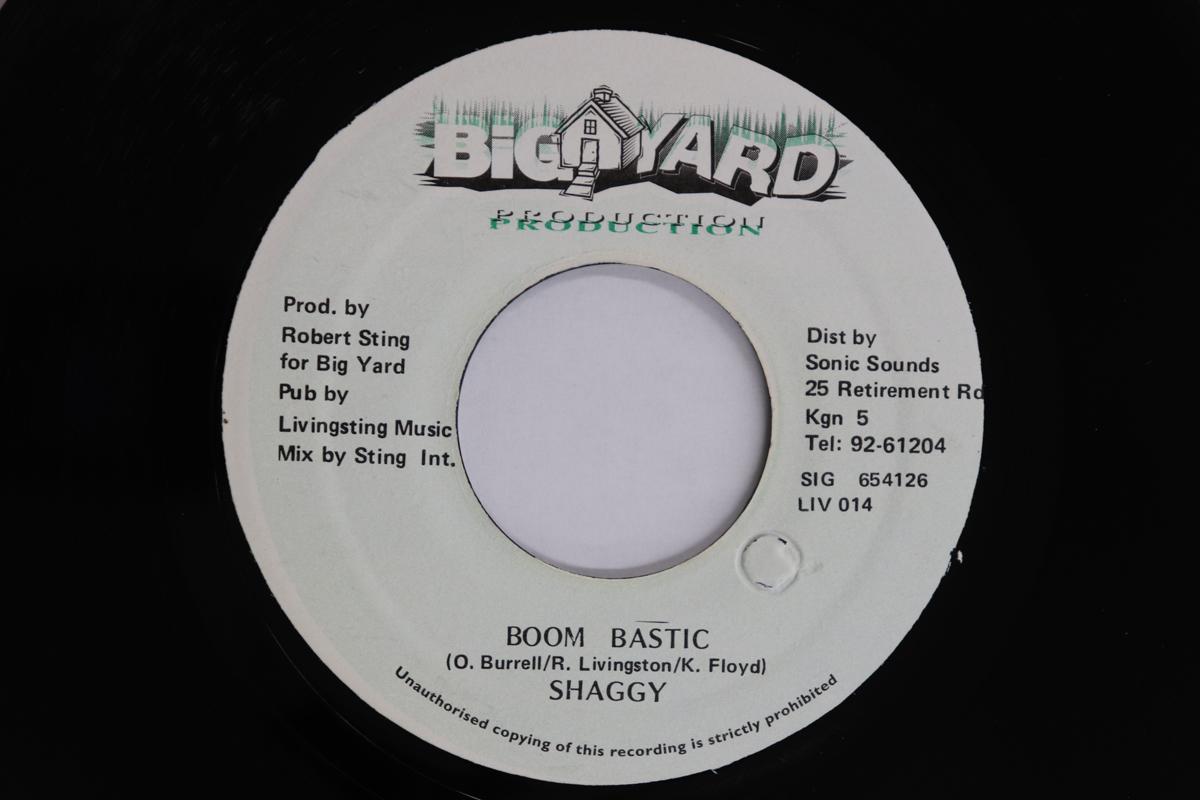 BiG YARD
PRODUCTION
Prod. by
Robert Sting
for Big Yard
Pub by
Livingsting Music
Mix by Sting Int.
Dist by
Sonic Sounds
25 Retirement Rd
Kgn 5
Tel: 92-61204
SIG 654126
LIV 014
BOOM BASTIC
(O. Burrell/R. Livingston/K. Floyd)
SHAGGY
Unauthorised copying of this recording is strictly prohibited